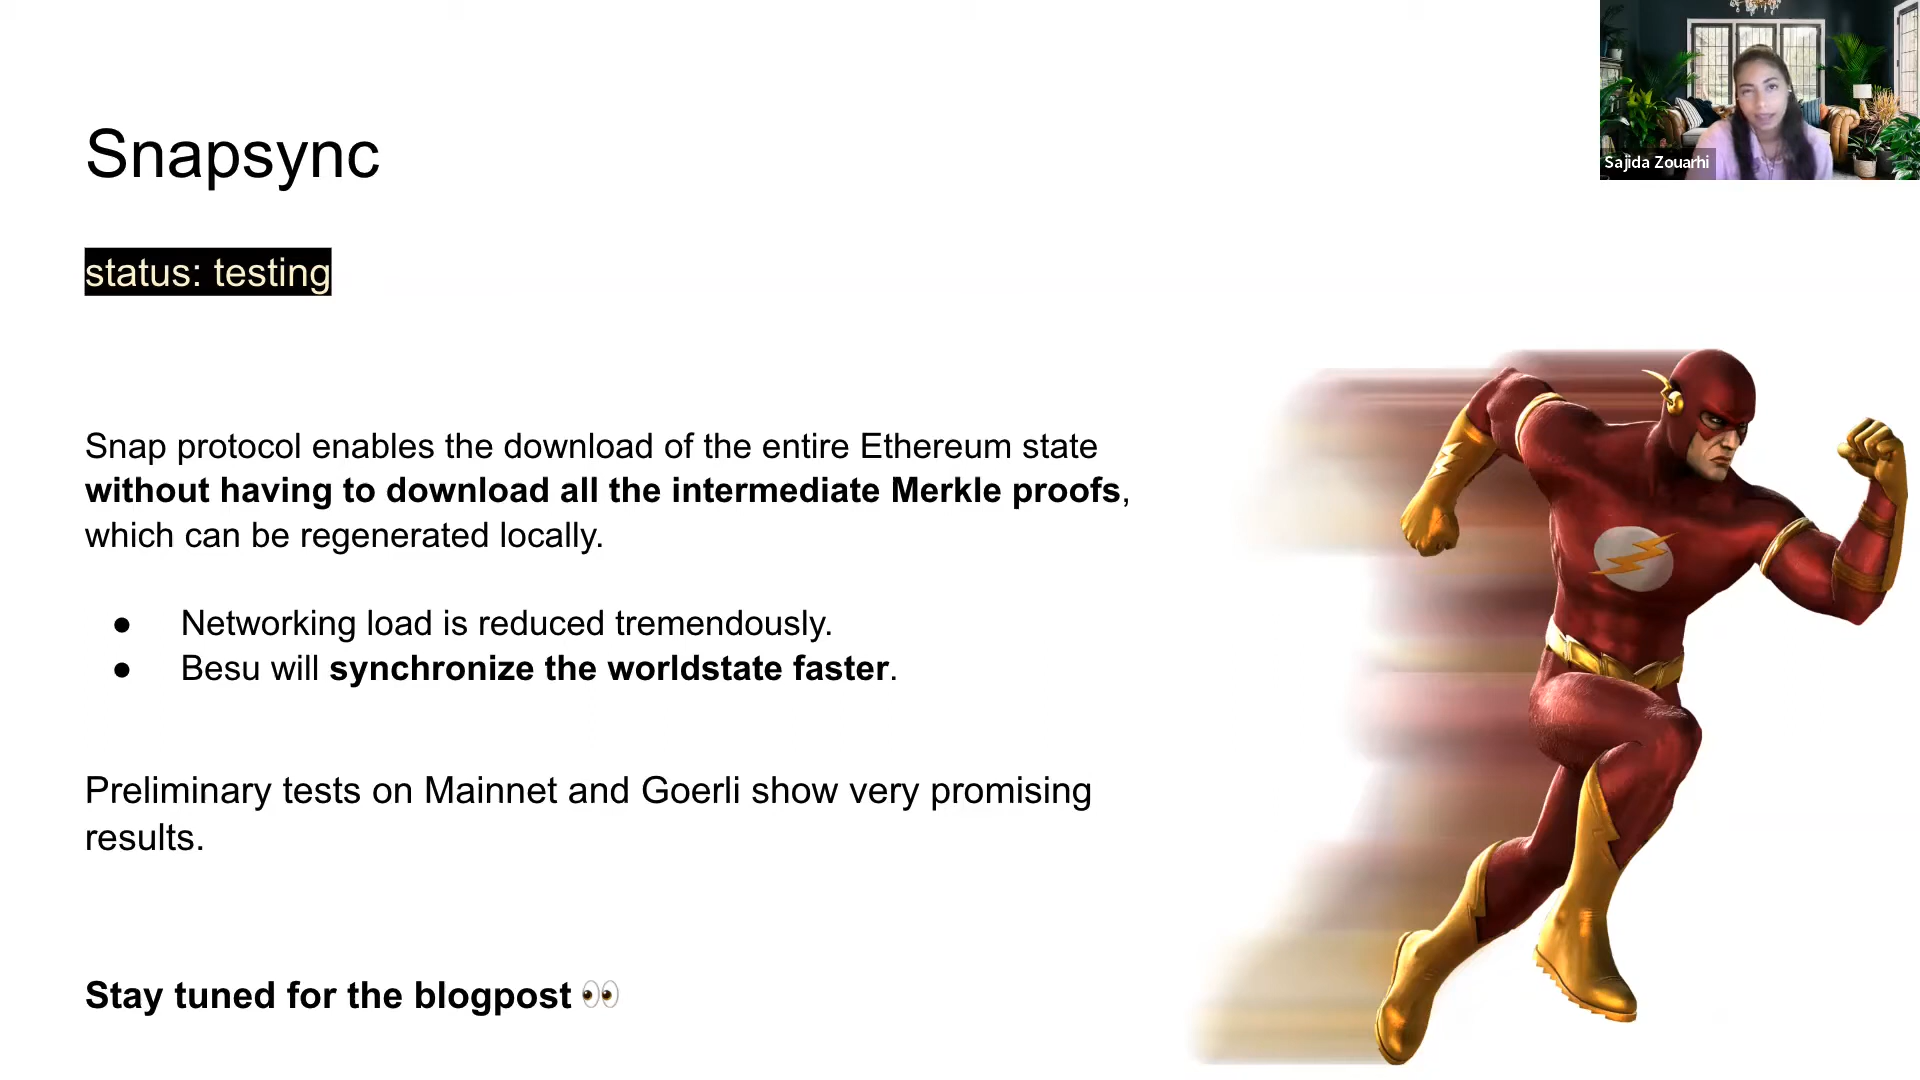 Snapsync
Sajida Zouarhi
status: testing
Snap protocol enables the download of the entire Ethereum state
without having to download all the intermediate Merkle proofs,
which can be regenerated locally.
● Networking load is reduced tremendously.
● Besu will synchronize the worldstate faster.
Preliminary tests on Mainnet and Goerli show very promising
results.
Stay tuned for the blogpost 👀